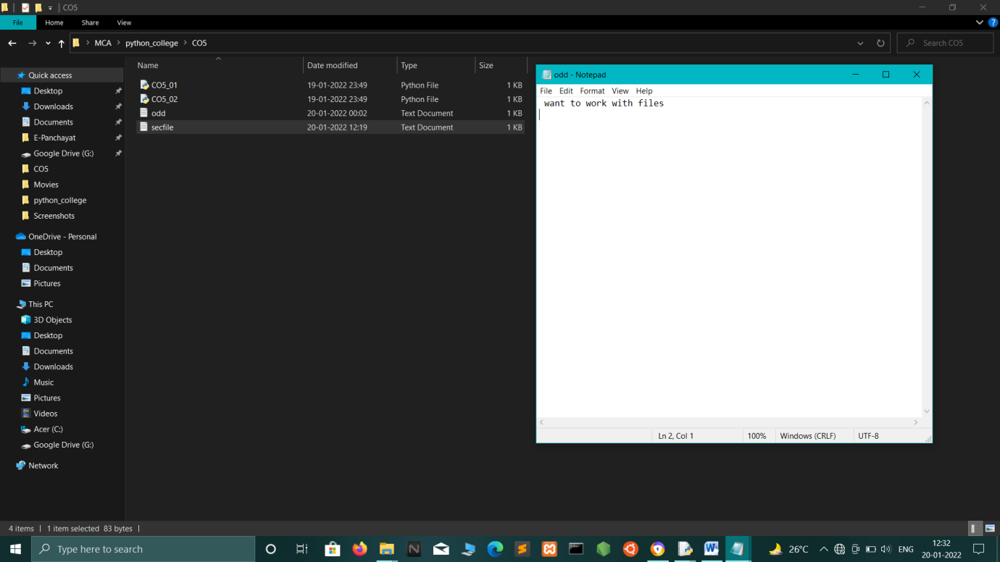 CO5
File Home Share View
MCA python_college CO5 Search CO5
Name Date modified Type Size
CO5_01 19-01-2022 23:49 Python File 1 KB
CO5_02 19-01-2022 23:49 Python File 1 KB
odd 20-01-2022 00:02 Text Document 1 KB
secfile 20-01-2022 12:19 Text Document 1 KB
Quick access
Desktop
Downloads
Documents
E-Panchayat
Google Drive (G:)
CO5
Movies
python_college
Screenshots
OneDrive - Personal
Desktop
Documents
Pictures
This PC
3D Objects
Desktop
Documents
Downloads
Music
Pictures
Videos
Acer (C:)
Google Drive (G:)
Network
odd - Notepad
File Edit Format View Help
want to work with files
Ln 2, Col 1 100% Windows (CRLF) UTF-8
4 items 1 item selected 83 bytes
Type here to search 26°C ENG 12:32
20-01-2022